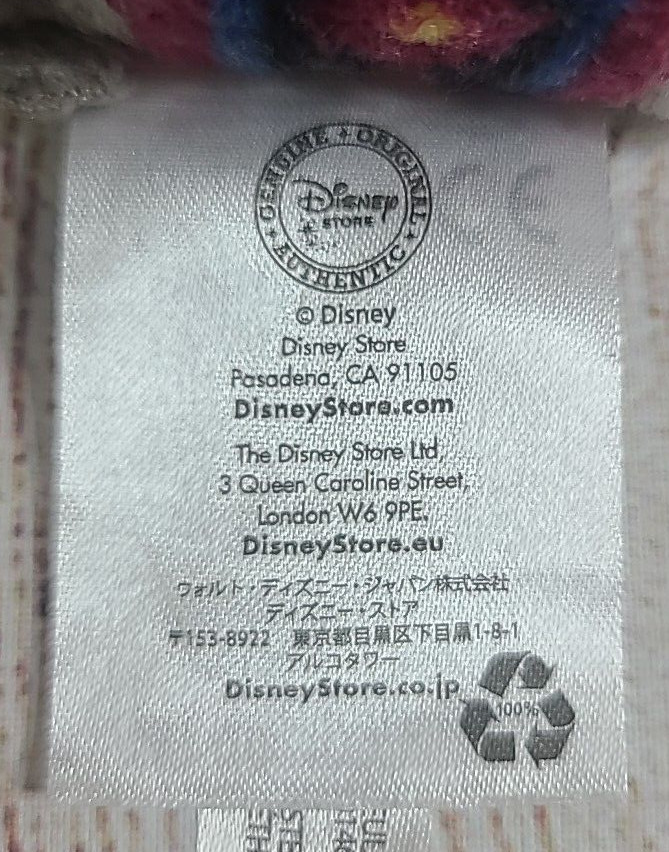 GENUINE ORIGINAL
Disney
STORE
AUTHENTIC
© Disney
Disney Store
Pasadena, CA 91105
DisneyStore.com
The Disney Store Ltd
3 Queen Caroline Street,
London W6 9PE.
DisneyStore.eu
ウォルト・ディズニー・ジャパン株式会社
ディズニー・ストア
〒153-8922 東京都目黒区下目黒1-8-1
アルコタワー
DisneyStore.co.jp
100%